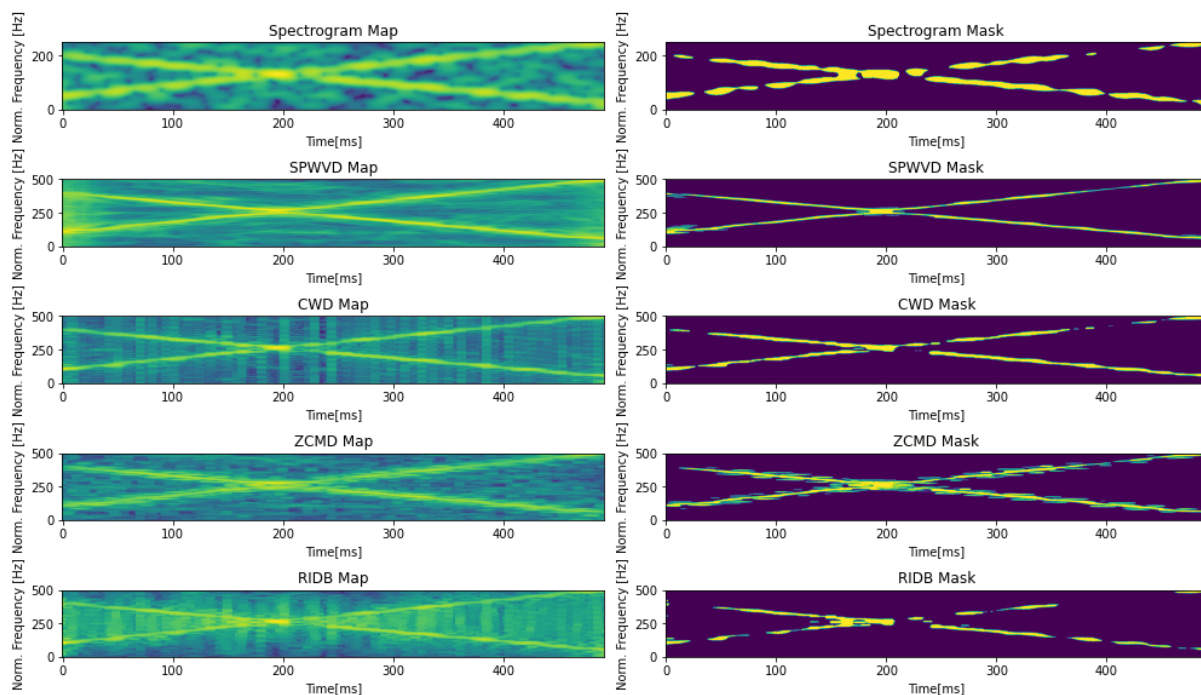 Spectrogram Map
Norm. Frequency [Hz]
200
0
0 100 200 300 400
Time[ms]
Spectrogram Mask
Norm. Frequency [Hz]
200
0
0 100 200 300 400
Time[ms]
SPWVD Map
Norm. Frequency [Hz]
500
250
0
0 100 200 300 400
Time[ms]
SPWVD Mask
Norm. Frequency [Hz]
500
250
0
0 100 200 300 400
Time[ms]
CWD Map
Norm. Frequency [Hz]
500
250
0
0 100 200 300 400
Time[ms]
CWD Mask
Norm. Frequency [Hz]
500
250
0
0 100 200 300 400
Time[ms]
ZCMD Map
Norm. Frequency [Hz]
500
250
0
0 100 200 300 400
Time[ms]
ZCMD Mask
Norm. Frequency [Hz]
500
250
0
0 100 200 300 400
Time[ms]
RIDB Map
Norm. Frequency [Hz]
500
250
0
0 100 200 300 400
Time[ms]
RIDB Mask
Norm. Frequency [Hz]
500
250
0
0 100 200 300 400
Time[ms]